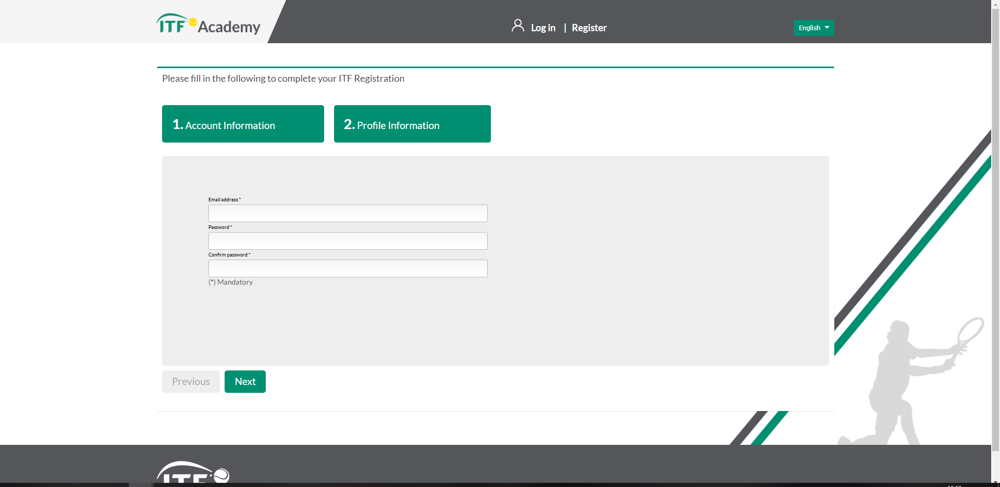 ITF Academy
Log in | Register
English
Please fill in the following to complete your ITF Registration
1. Account Information
2. Profile Information
Email address *
Password *
Confirm password *
(*) Mandatory
Previous
Next
ITF